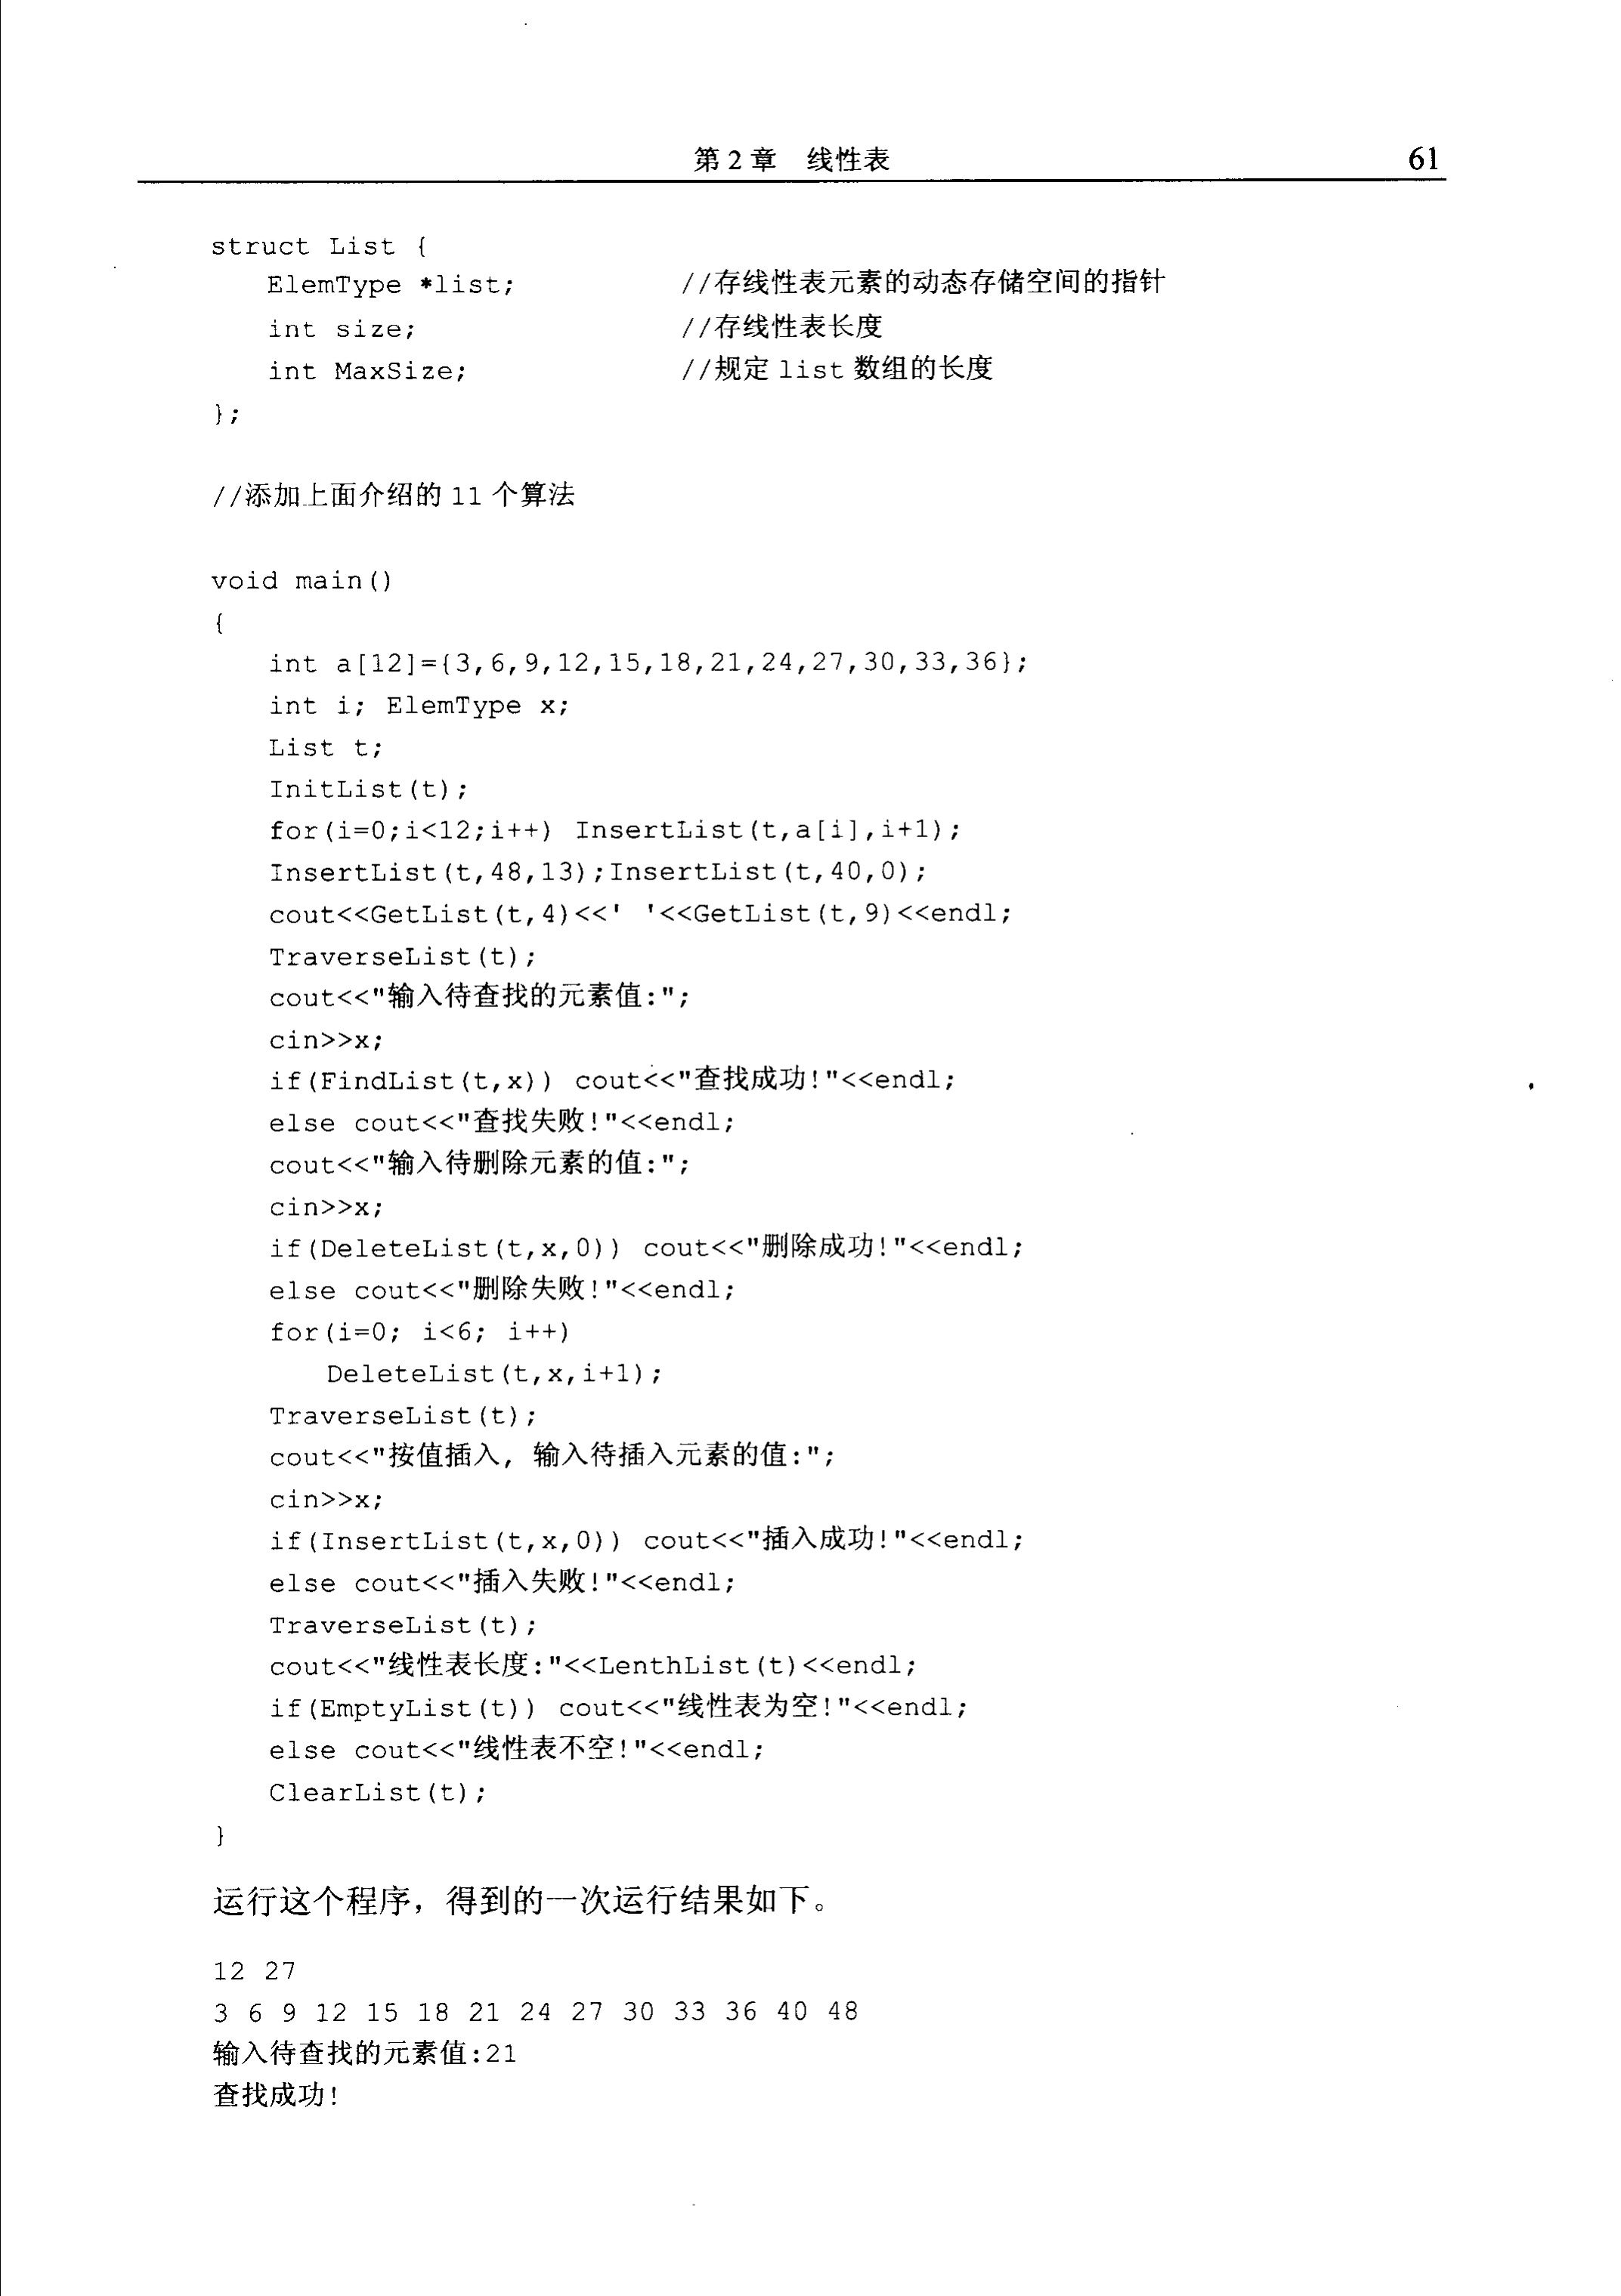 第 2 章　线性表 61
struct List {
ElemType *list; //存线性表元素的动态存储空间的指针
int size; //存线性表长度
int MaxSize; //规定 list 数组的长度
};
//添加上面介绍的 11 个算法
void main()
{
int a[12]={3,6,9,12,15,18,21,24,27,30,33,36};
int i; ElemType x;
List t;
InitList(t);
for(i=0;i<12;i++) InsertList(t,a[i],i+1);
InsertList(t,48,13);InsertList(t,40,0);
cout<<GetList(t,4)<<' '<<GetList(t,9)<<endl;
TraverseList(t);
cout<<"输入待查找的元素值:";
cin>>x;
if(FindList(t,x)) cout<<"查找成功!"<<endl;
else cout<<"查找失败!"<<endl;
cout<<"输入待删除元素的值:";
cin>>x;
if(DeleteList(t,x,0)) cout<<"删除成功!"<<endl;
else cout<<"删除失败!"<<endl;
for(i=0; i<6; i++)
DeleteList(t,x,i+1);
TraverseList(t);
cout<<"按值插入, 输入待插入元素的值:";
cin>>x;
if(InsertList(t,x,0)) cout<<"插入成功!"<<endl;
else cout<<"插入失败!"<<endl;
TraverseList(t);
cout<<"线性表长度:"<<LenthList(t)<<endl;
if(EmptyList(t)) cout<<"线性表为空!"<<endl;
else cout<<"线性表不空!"<<endl;
ClearList(t);
}
运行这个程序，得到的一次运行结果如下。
12 27
3 6 9 12 15 18 21 24 27 30 33 36 40 48
输入待查找的元素值:21
查找成功!